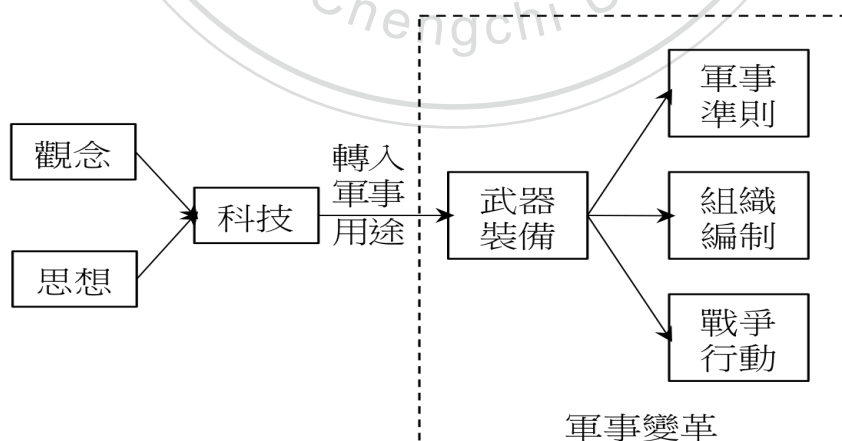 Chengchi U
觀念
思想
科技
轉入
軍事
用途
武器
裝備
軍事
準則
組織
編制
戰爭
行動
軍事變革